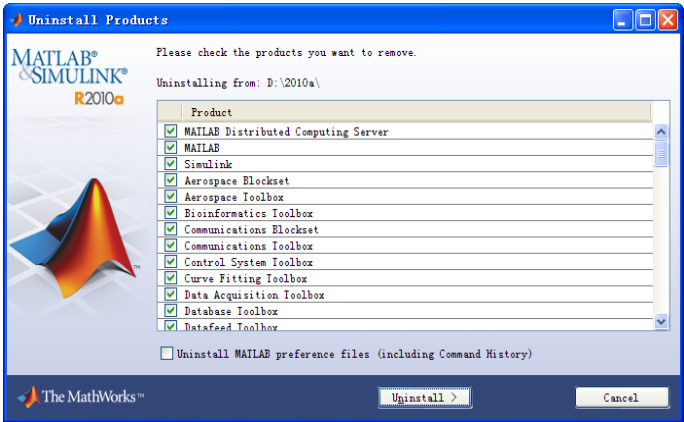 Uninstall Products
MATLAB®
&SIMULINK®
R2010a
Please check the products you want to remove.
Uninstalling from: D:\2010a\
Product
MATLAB Distributed Computing Server
MATLAB
Simulink
Aerospace Blockset
Aerospace Toolbox
Bioinformatics Toolbox
Communications Blockset
Communications Toolbox
Control System Toolbox
Curve Fitting Toolbox
Data Acquisition Toolbox
Database Toolbox
Datafeed Toolbox
TM
Uninstall MATLAB preference files (including Command History)
The MathWorks™
Uninstall >
Cancel